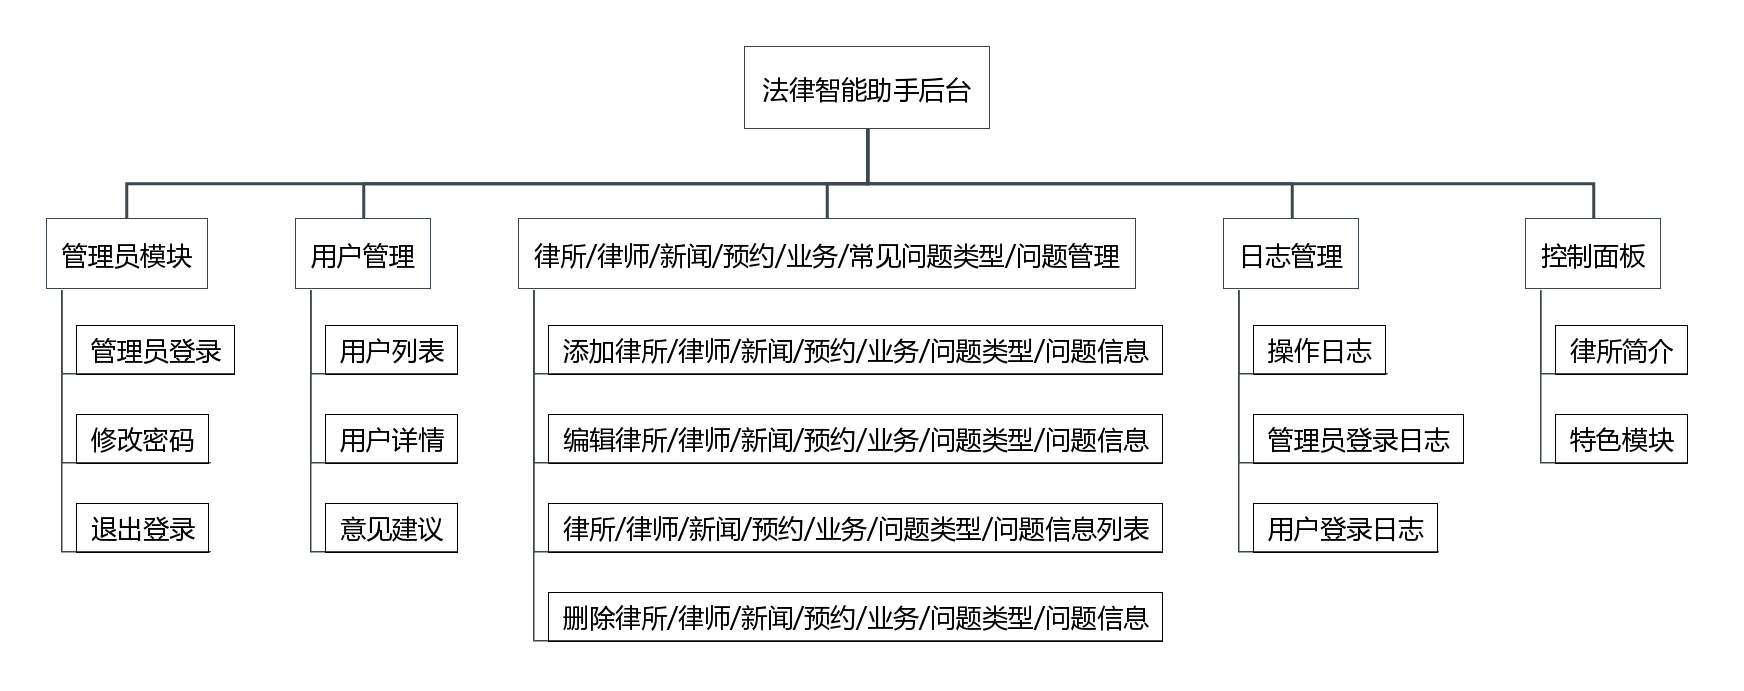 法律智能助手后台
管理员模块
用户管理
律所/律师/新闻/预约/业务/常见问题类型/问题管理
日志管理
控制面板
管理员登录
用户列表
添加律所/律师/新闻/预约/业务/问题类型/问题信息
操作日志
律所简介
修改密码
用户详情
编辑律所/律师/新闻/预约/业务/问题类型/问题信息
管理员登录日志
特色模块
退出登录
意见建议
律所/律师/新闻/预约/业务/问题类型/问题信息列表
用户登录日志
删除律所/律师/新闻/预约/业务/问题类型/问题信息